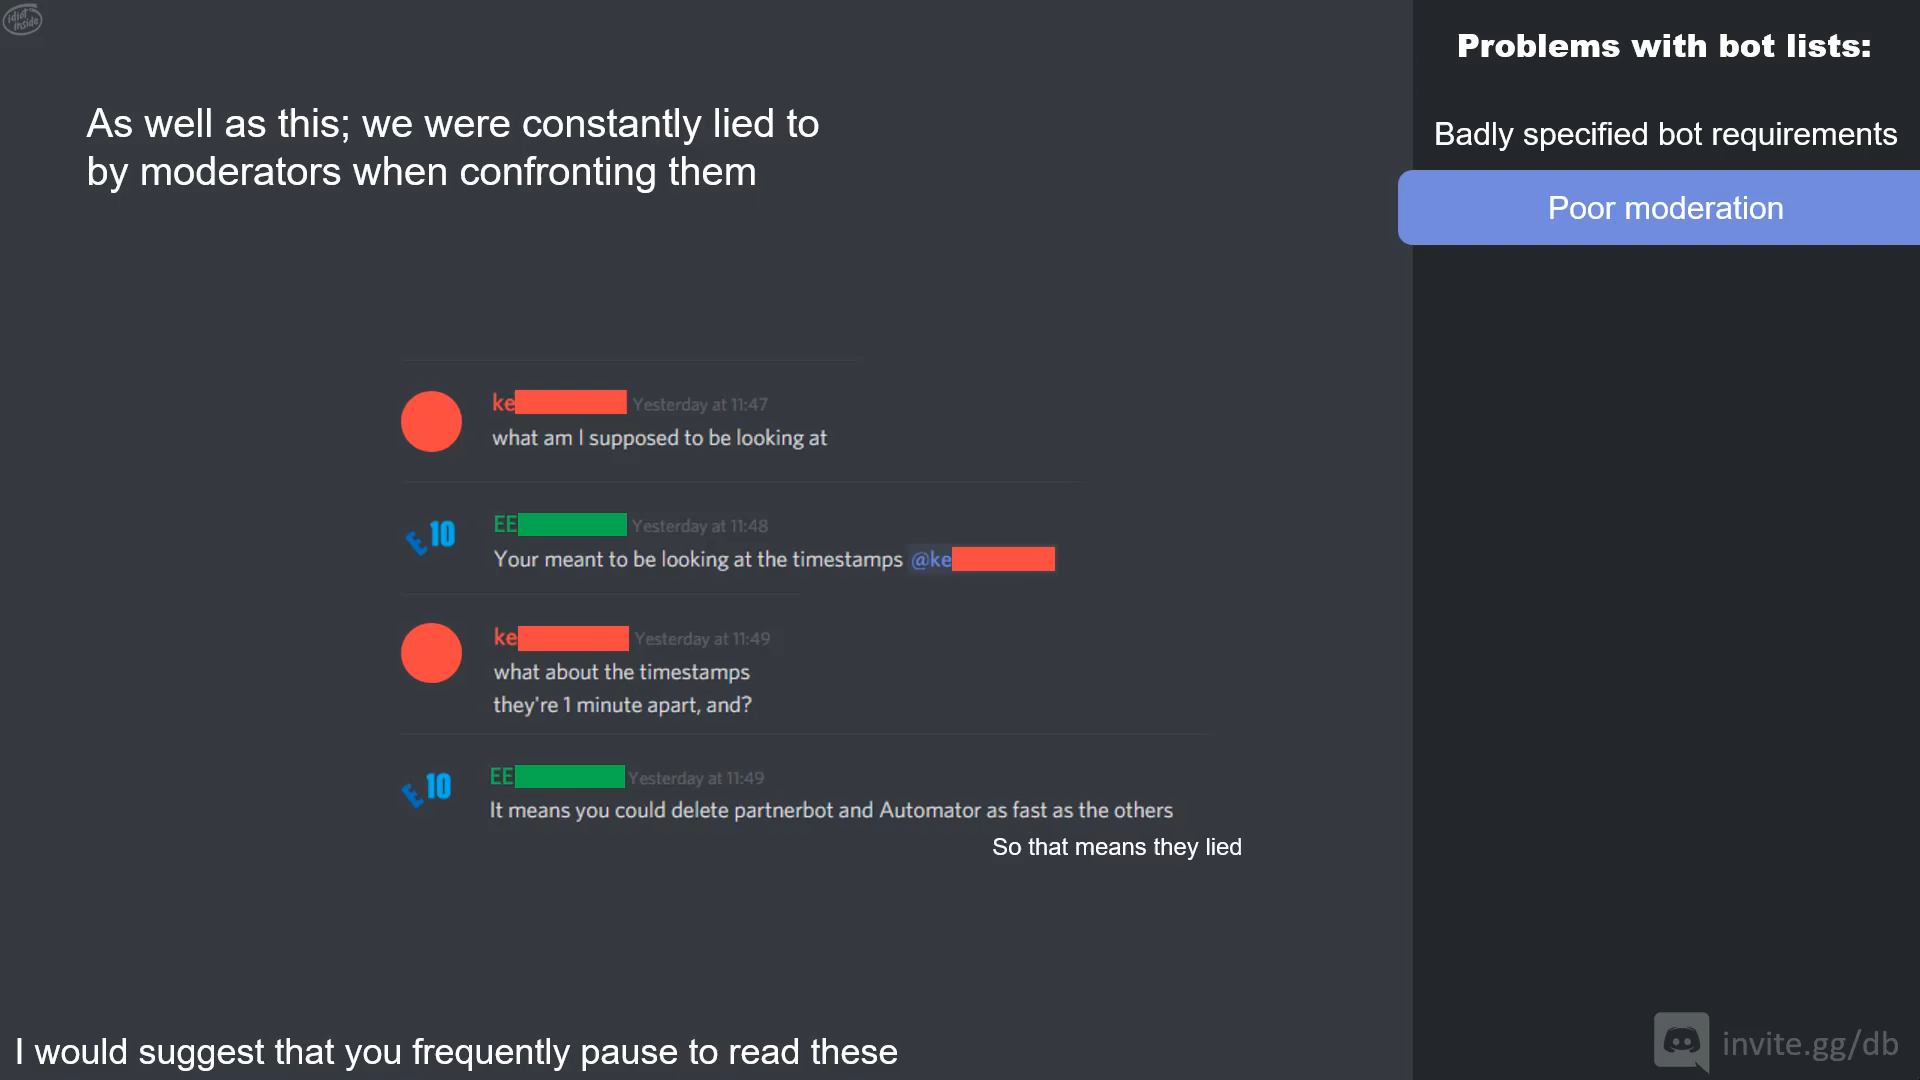 idiot
inside
As well as this; we were constantly lied to
by moderators when confronting them
ke Yesterday at 11:47
what am I supposed to be looking at
E10
EE Yesterday at 11:48
Your meant to be looking at the timestamps @ke
ke Yesterday at 11:49
what about the timestamps
they're 1 minute apart, and?
E10
EE Yesterday at 11:49
It means you could delete partnerbot and Automator as fast as the others
So that means they lied
I would suggest that you frequently pause to read these
Problems with bot lists:
Badly specified bot requirements
Poor moderation
invite.gg/db